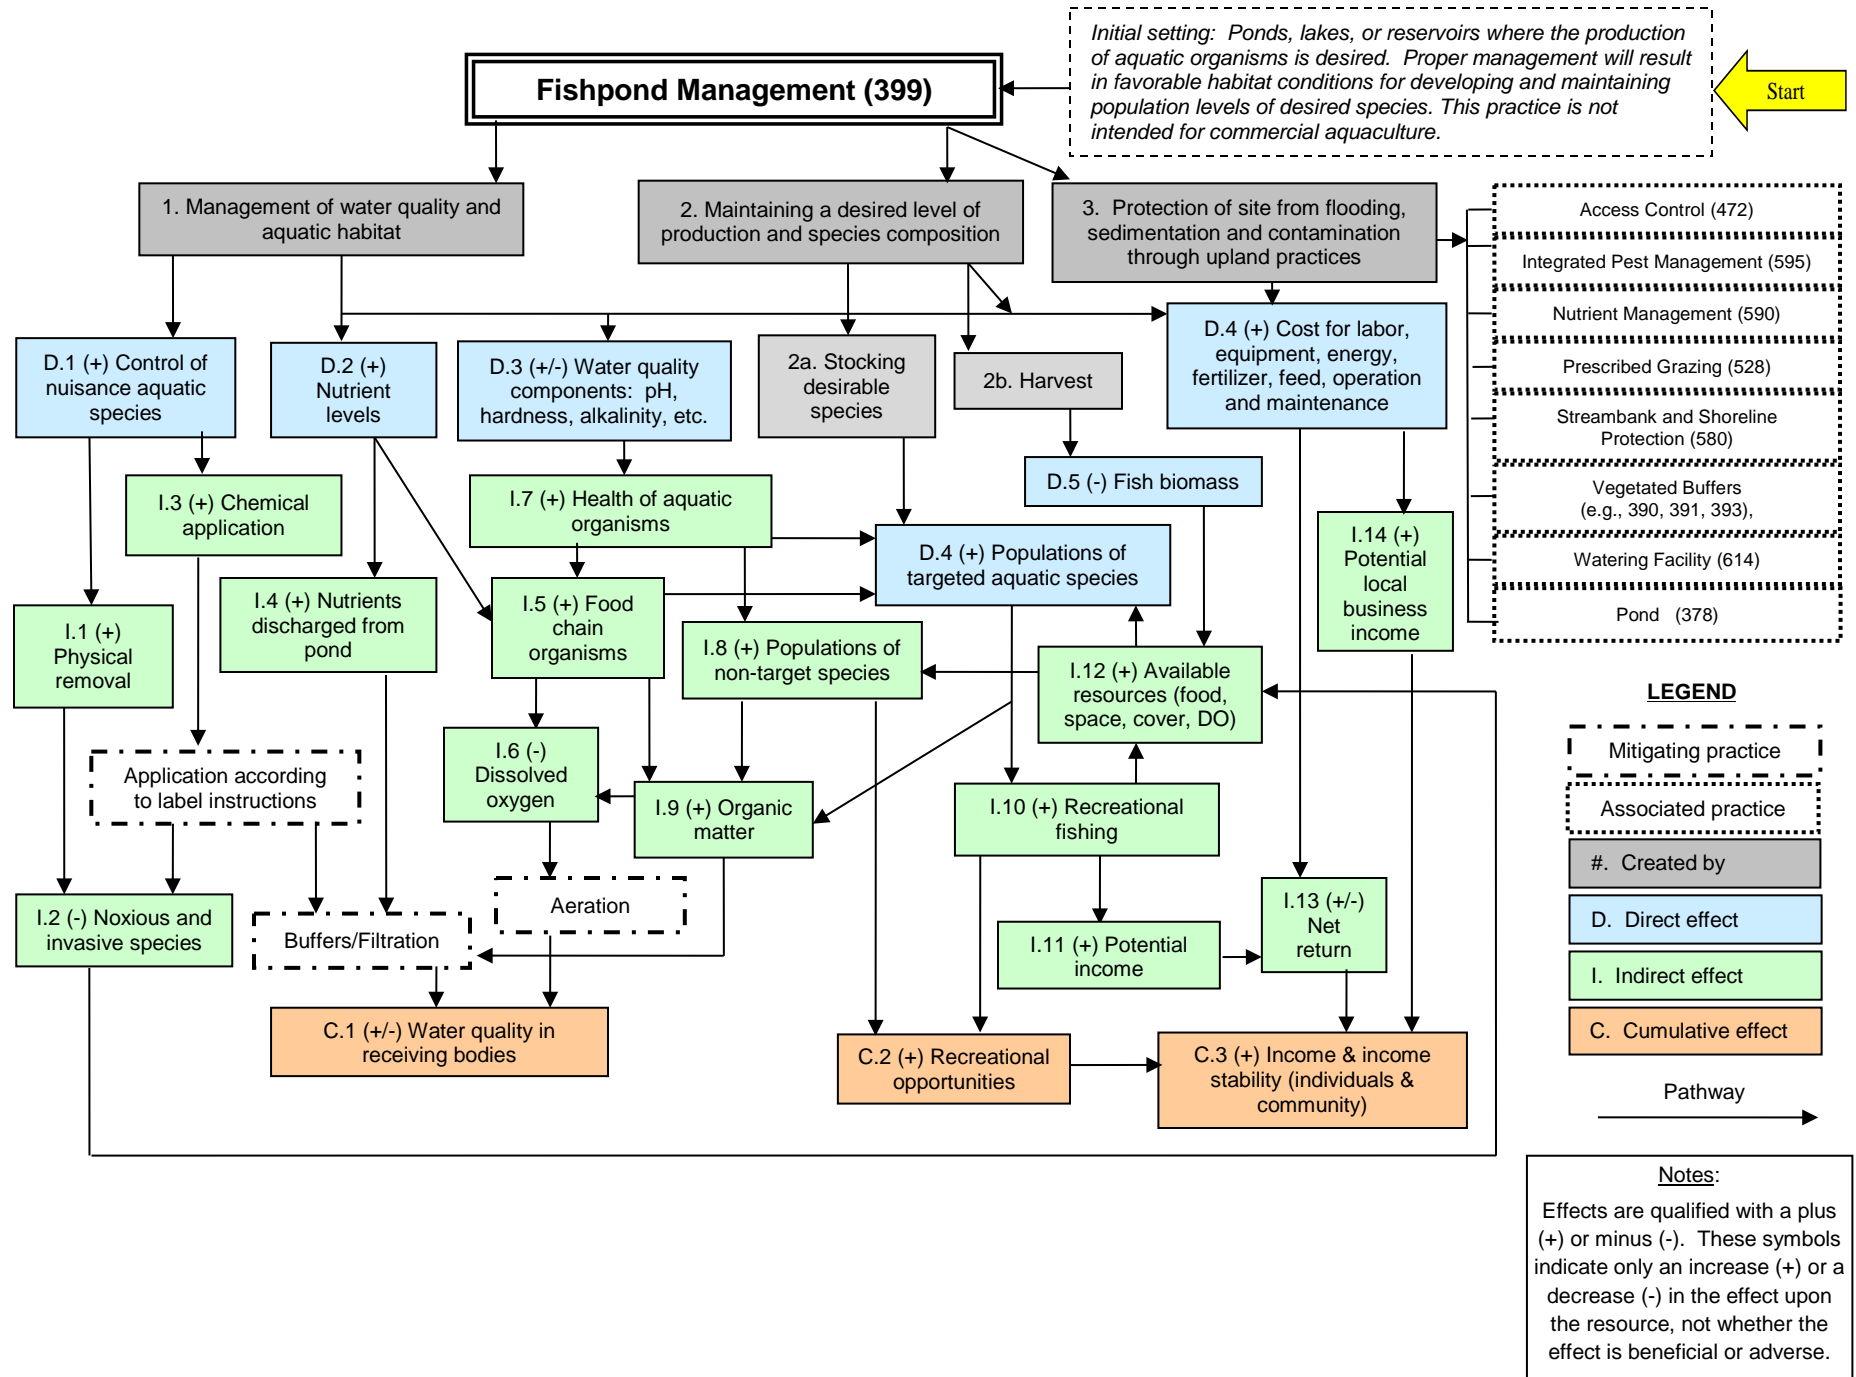 Initial setting:  Ponds, lakes, or reservoirs where the production
of aquatic organisms is desired.  Proper management will result
in favorable habitat conditions for developing and maintaining
population levels of desired species. This practice is not
intended for commercial aquaculture.
Start
Fishpond Management (399)
1. Management of water quality and
aquatic habitat
2. Maintaining a desired level of
production and species composition
3.  Protection of site from flooding,
sedimentation and contamination
through upland practices
Access Control (472)
Integrated Pest Management (595)
Nutrient Management (590)
Prescribed Grazing (528)
Streambank and Shoreline
Protection (580)
Vegetated Buffers
(e.g., 390, 391, 393),
Watering Facility (614)
Pond   (378)
D.1 (+) Control of
nuisance aquatic
species
D.2 (+)
Nutrient
levels
D.3 (+/-) Water quality
components:  pH,
hardness, alkalinity, etc.
2a. Stocking
desirable
species
2b. Harvest
D.4 (+) Cost for labor,
equipment, energy,
fertilizer, feed, operation
and maintenance
D.5 (-) Fish biomass
I.3 (+) Chemical
application
I.7 (+) Health of aquatic
organisms
D.4 (+) Populations of
targeted aquatic species
I.14 (+)
Potential
local
business
income
I.1 (+)
Physical
removal
I.4 (+) Nutrients
discharged from
pond
I.5 (+) Food
chain
organisms
I.8 (+) Populations of
non-target species
I.12 (+) Available
resources (food,
space, cover, DO)
I.6 (-)
Dissolved
oxygen
Application according
to label instructions
I.9 (+) Organic
matter
I.10 (+) Recreational
fishing
I.2 (-) Noxious and
invasive species
Buffers/Filtration
Aeration
I.11 (+) Potential
income
I.13 (+/-)
Net
return
C.1 (+/-) Water quality in
receiving bodies
C.2 (+) Recreational
opportunities
C.3 (+) Income & income
stability (individuals &
community)
LEGEND
Mitigating practice
Associated practice
#.  Created by
D.  Direct effect
I.  Indirect effect
C.  Cumulative effect
Pathway
Notes:
Effects are qualified with a plus
(+) or minus (-).  These symbols
indicate only an increase (+) or a
decrease (-) in the effect upon
the resource, not whether the
effect is beneficial or adverse.